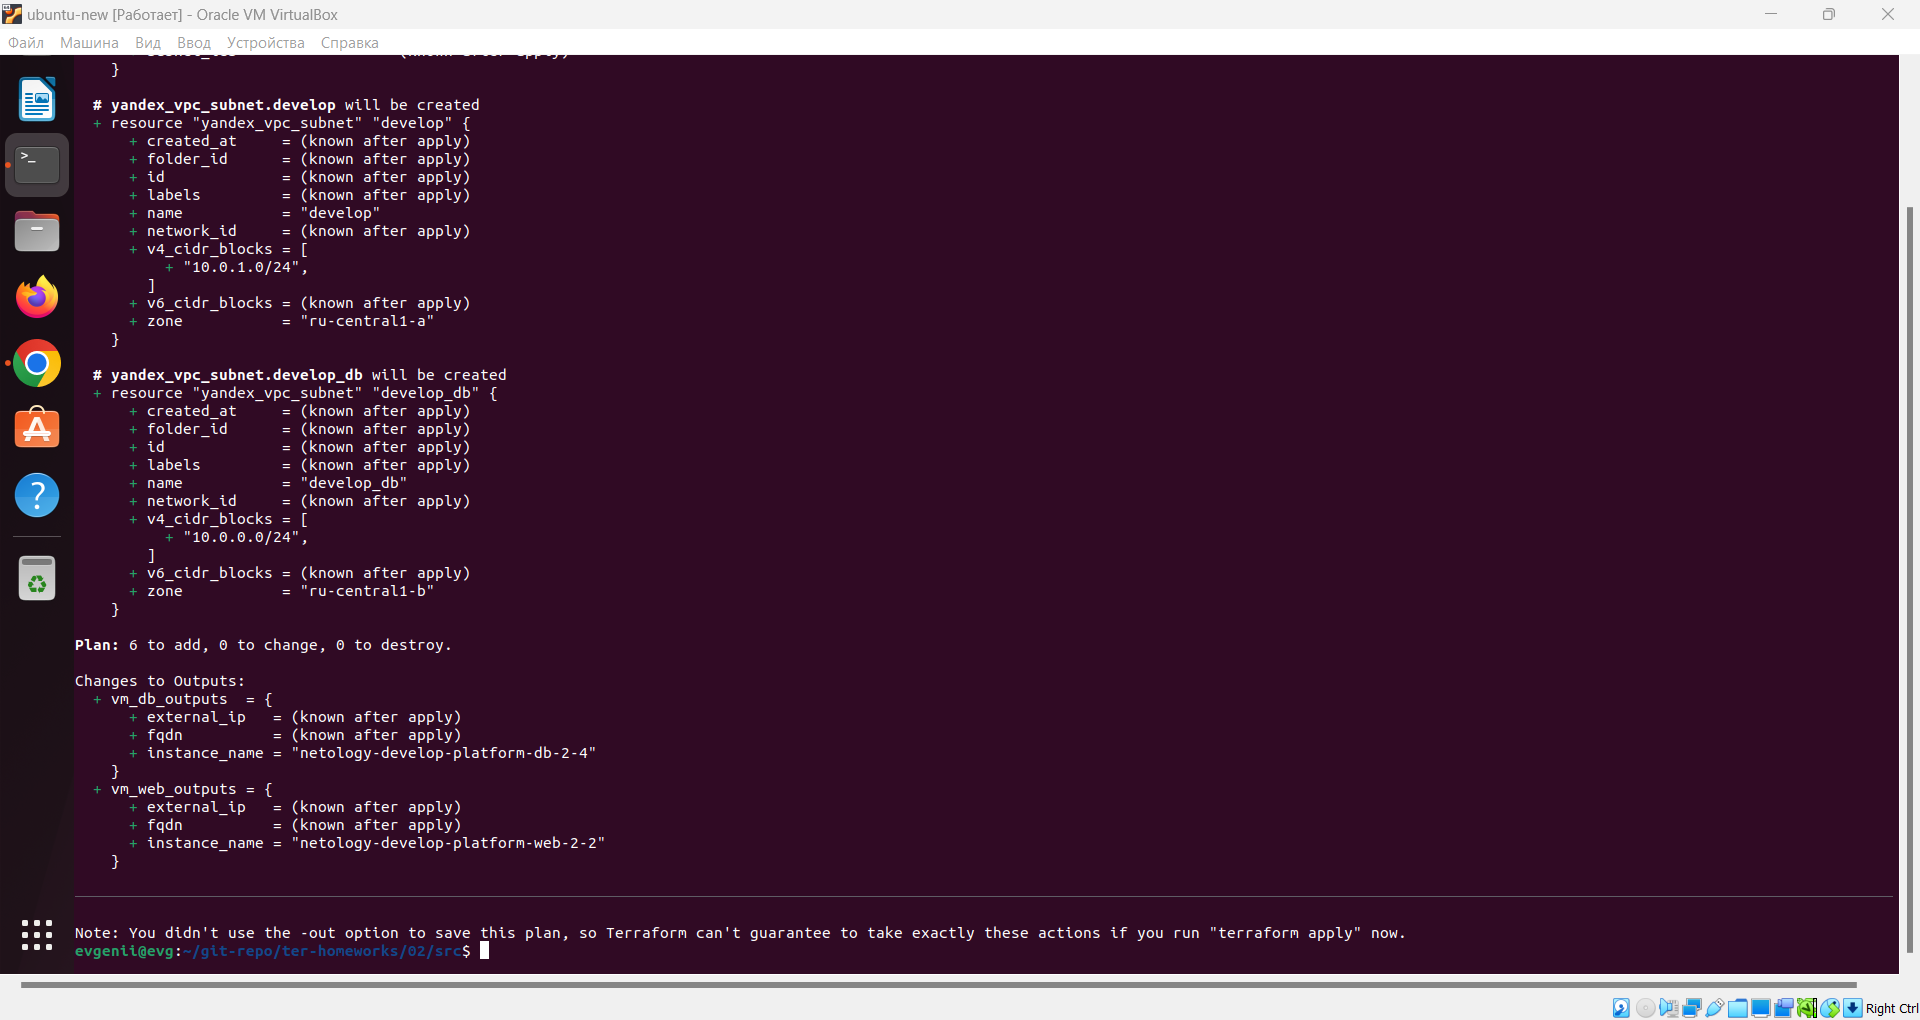 ubuntu-new [Работает] - Oracle VM VirtualBox
Файл Машина Вид Ввод Устройства Справка
}
# yandex_vpc_subnet.develop will be created
+ resource "yandex_vpc_subnet" "develop" {
+ created_at = (known after apply)
+ folder_id = (known after apply)
+ id = (known after apply)
+ labels = (known after apply)
+ name = "develop"
+ network_id = (known after apply)
+ v4_cidr_blocks = [
+ "10.0.1.0/24",
]
+ v6_cidr_blocks = (known after apply)
+ zone = "ru-central1-a"
}
# yandex_vpc_subnet.develop_db will be created
+ resource "yandex_vpc_subnet" "develop_db" {
+ created_at = (known after apply)
+ folder_id = (known after apply)
+ id = (known after apply)
+ labels = (known after apply)
+ name = "develop_db"
+ network_id = (known after apply)
+ v4_cidr_blocks = [
+ "10.0.0.0/24",
]
+ v6_cidr_blocks = (known after apply)
+ zone = "ru-central1-b"
}
Plan: 6 to add, 0 to change, 0 to destroy.
Changes to Outputs:
+ vm_db_outputs = {
+ external_ip = (known after apply)
+ fqdn = (known after apply)
+ instance_name = "netology-develop-platform-db-2-4"
}
+ vm_web_outputs = {
+ external_ip = (known after apply)
+ fqdn = (known after apply)
+ instance_name = "netology-develop-platform-web-2-2"
}
Note: You didn't use the -out option to save this plan, so Terraform can't guarantee to take exactly these actions if you run "terraform apply" now.
evgenii@evg:~/git-repo/ter-homeworks/02/src$
Right Ctrl